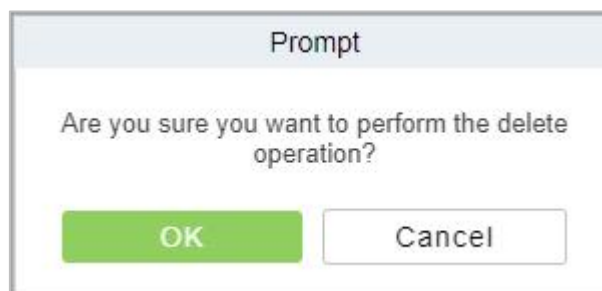 Prompt
Are you sure you want to perform the delete
operation?
OK
Cancel